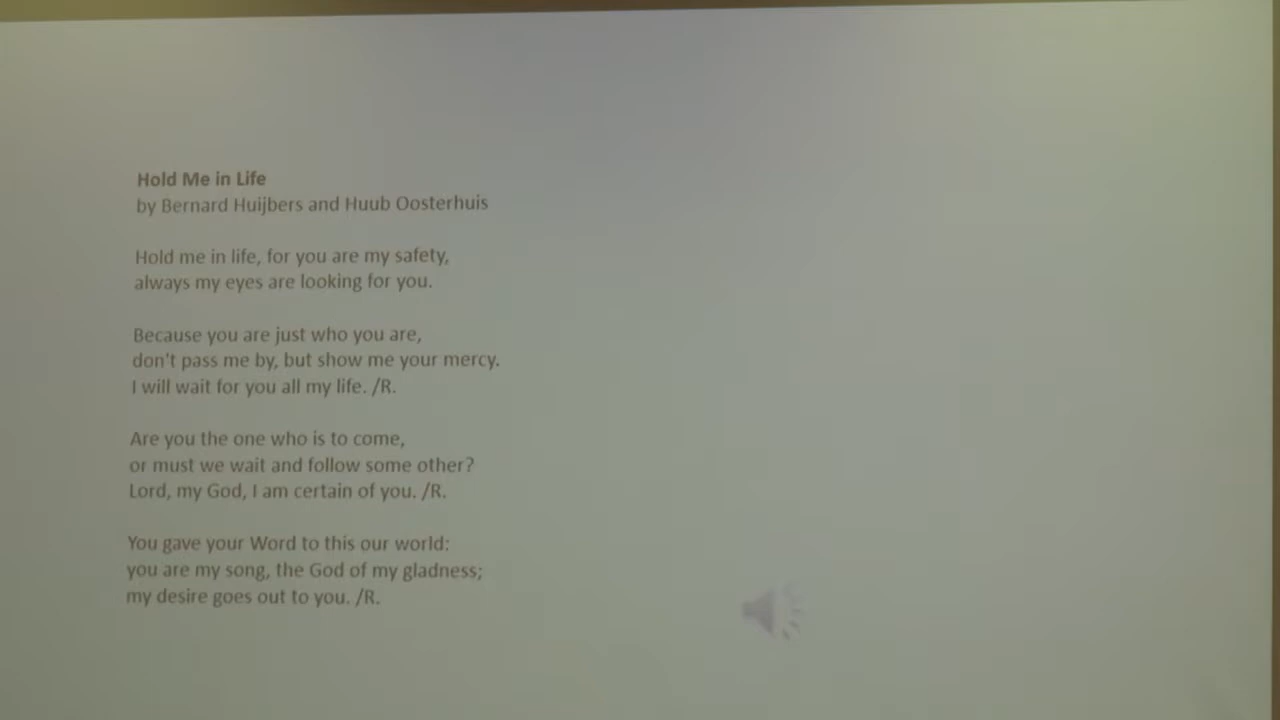 Hold Me in Life
by Bernard Huijbers and Huub Oosterhuis
Hold me in life, for you are my safety,
always my eyes are looking for you.
Because you are just who you are,
don't pass me by, but show me your mercy.
I will wait for you all my life. /R.
Are you the one who is to come,
or must we wait and follow some other?
Lord, my God, I am certain of you. /R.
You gave your Word to this our world:
you are my song, the God of my gladness;
my desire goes out to you. /R.